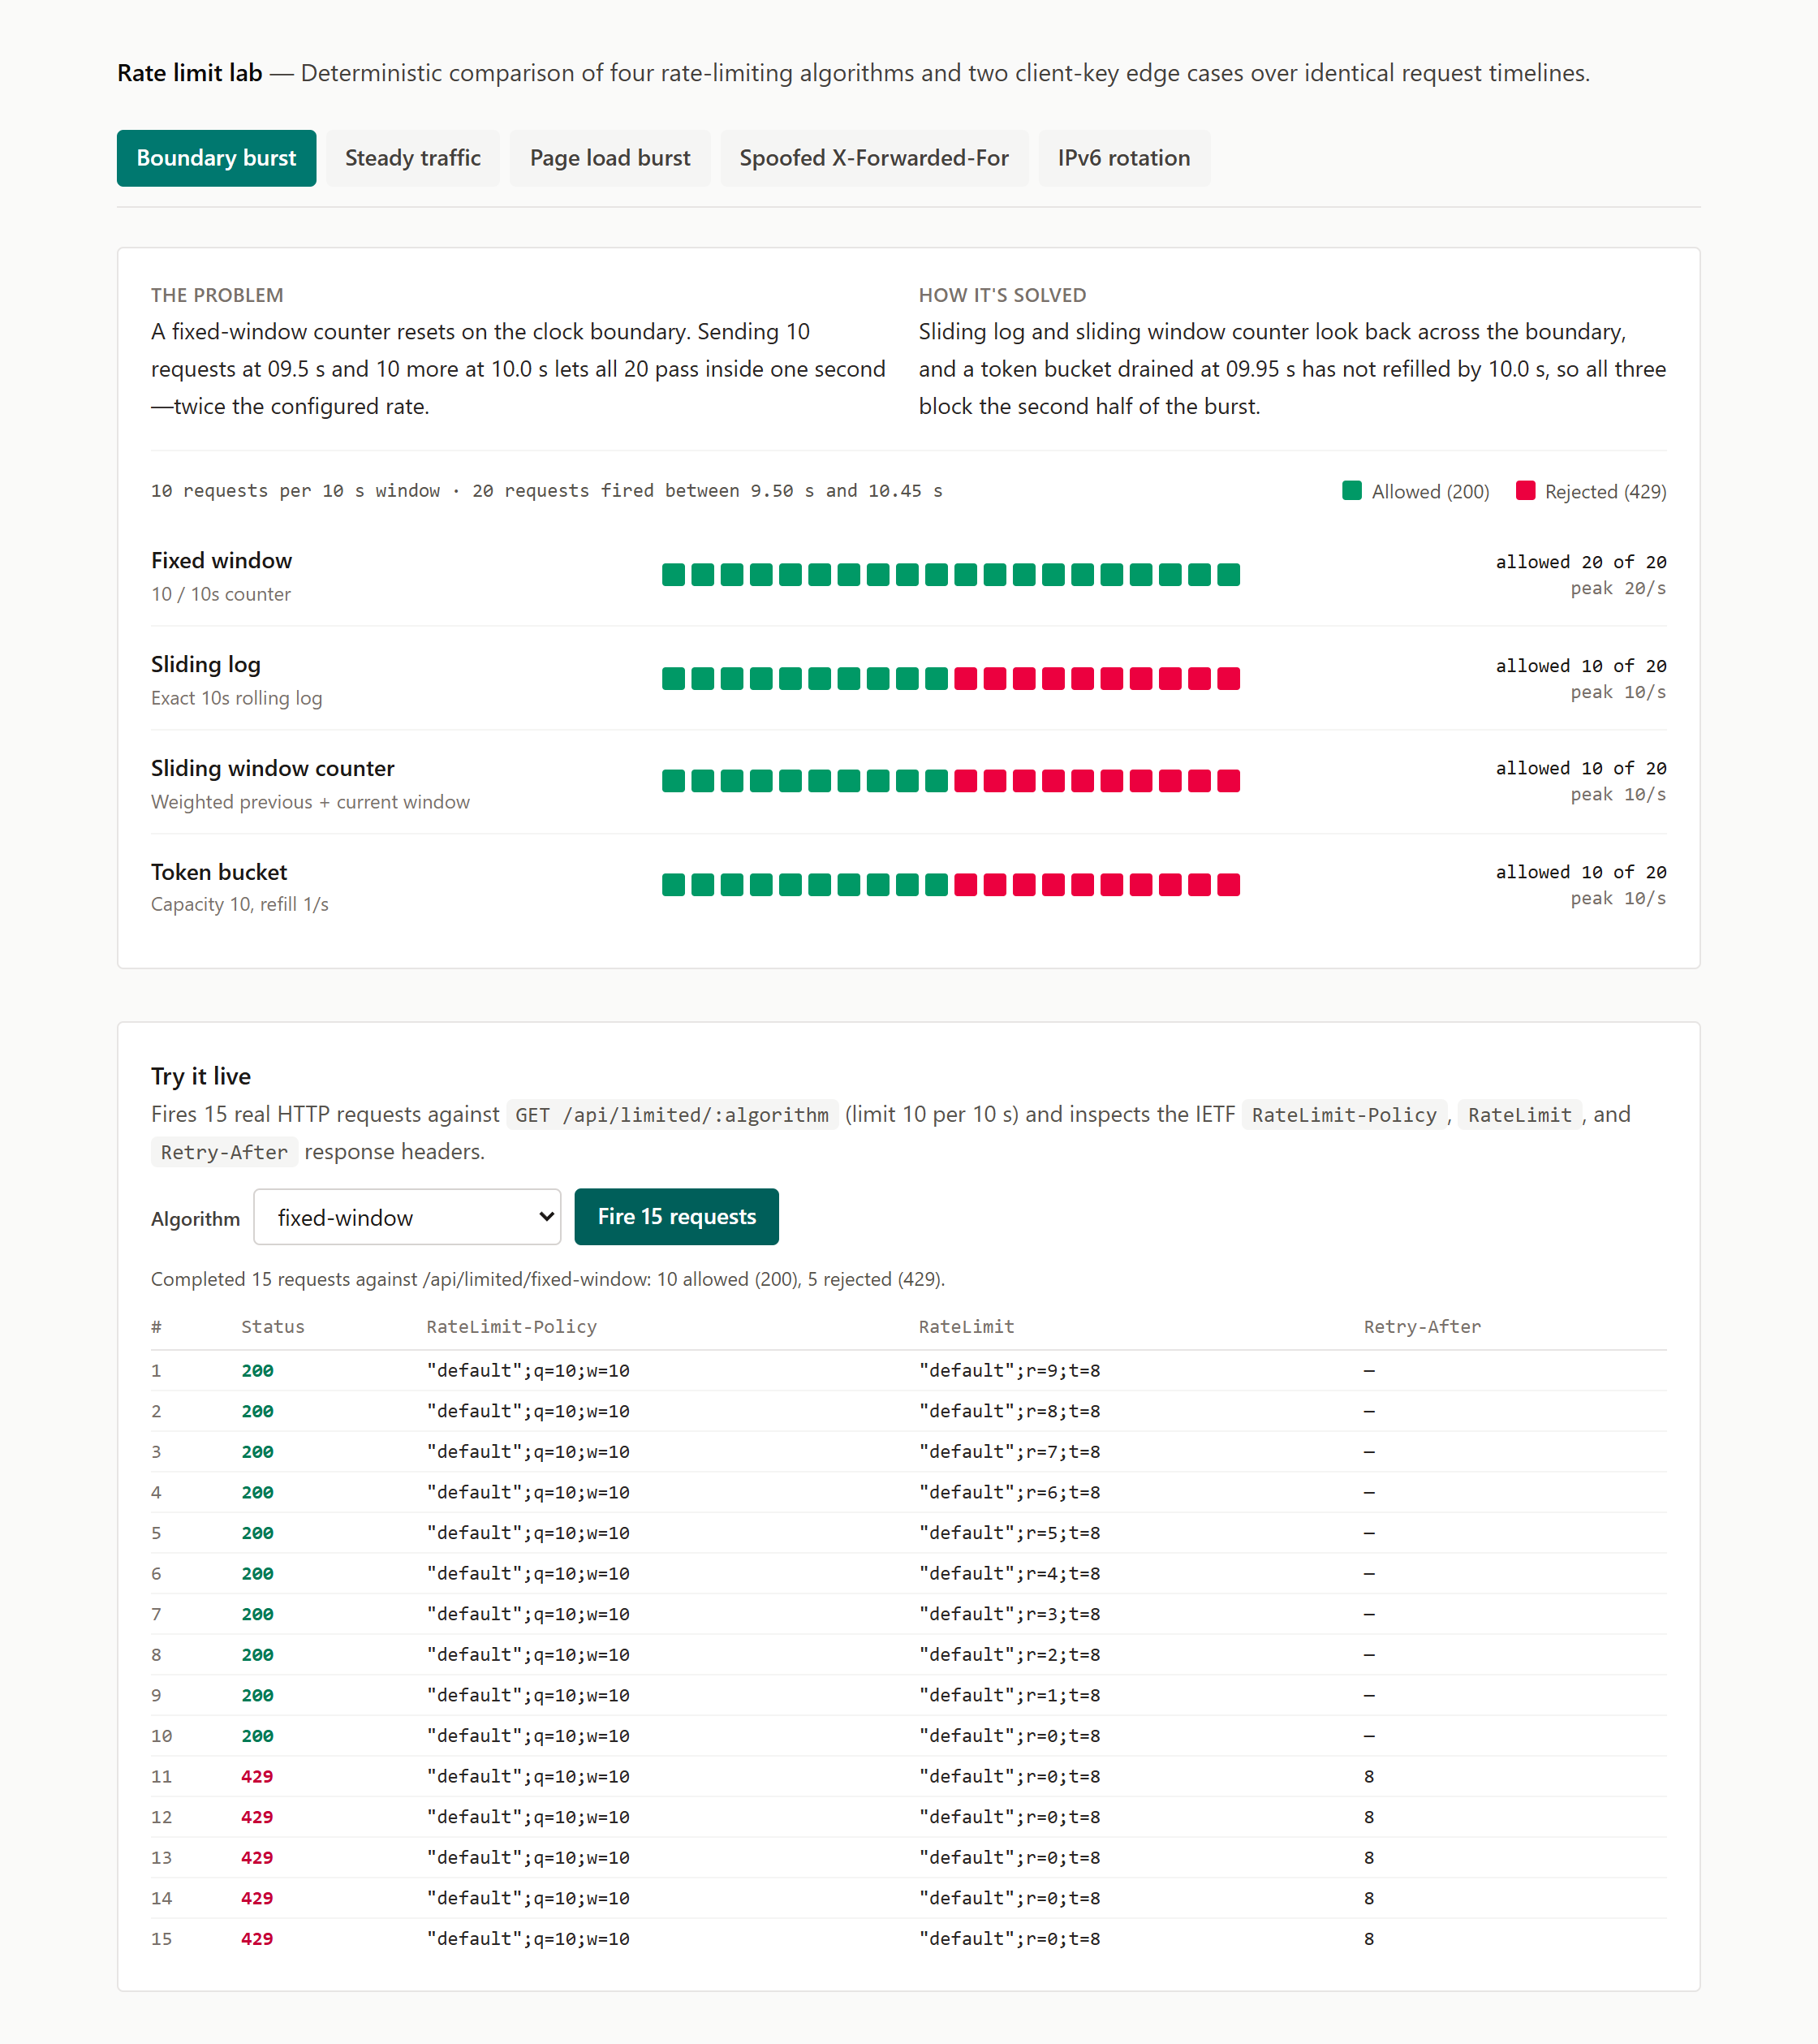 Rate limit lab — Deterministic comparison of four rate-limiting algorithms and two client-key edge cases over identical request timelines.
Boundary burst
Steady traffic
Page load burst
Spoofed X-Forwarded-For
IPv6 rotation
THE PROBLEM
A fixed-window counter resets on the clock boundary. Sending 10
requests at 09.5 s and 10 more at 10.0 s lets all 20 pass inside one second
—twice the configured rate.
HOW IT'S SOLVED
Sliding log and sliding window counter look back across the boundary,
and a token bucket drained at 09.95 s has not refilled by 10.0 s, so all three
block the second half of the burst.
10 requests per 10 s window · 20 requests fired between 9.50 s and 10.45 s
Allowed (200)
Rejected (429)
Fixed window
10 / 10s counter
allowed 20 of 20
peak 20/s
Sliding log
Exact 10s rolling log
allowed 10 of 20
peak 10/s
Sliding window counter
Weighted previous + current window
allowed 10 of 20
peak 10/s
Token bucket
Capacity 10, refill 1/s
allowed 10 of 20
peak 10/s
Try it live
Fires 15 real HTTP requests against GET /api/limited/:algorithm (limit 10 per 10 s) and inspects the IETF RateLimit-Policy, RateLimit, and
Retry-After response headers.
Algorithm fixed-window Fire 15 requests
Completed 15 requests against /api/limited/fixed-window: 10 allowed (200), 5 rejected (429).
# Status RateLimit-Policy RateLimit Retry-After
1 200 "default";q=10;w=10 "default";r=9;t=8 —
2 200 "default";q=10;w=10 "default";r=8;t=8 —
3 200 "default";q=10;w=10 "default";r=7;t=8 —
4 200 "default";q=10;w=10 "default";r=6;t=8 —
5 200 "default";q=10;w=10 "default";r=5;t=8 —
6 200 "default";q=10;w=10 "default";r=4;t=8 —
7 200 "default";q=10;w=10 "default";r=3;t=8 —
8 200 "default";q=10;w=10 "default";r=2;t=8 —
9 200 "default";q=10;w=10 "default";r=1;t=8 —
10 200 "default";q=10;w=10 "default";r=0;t=8 —
11 429 "default";q=10;w=10 "default";r=0;t=8 8
12 429 "default";q=10;w=10 "default";r=0;t=8 8
13 429 "default";q=10;w=10 "default";r=0;t=8 8
14 429 "default";q=10;w=10 "default";r=0;t=8 8
15 429 "default";q=10;w=10 "default";r=0;t=8 8